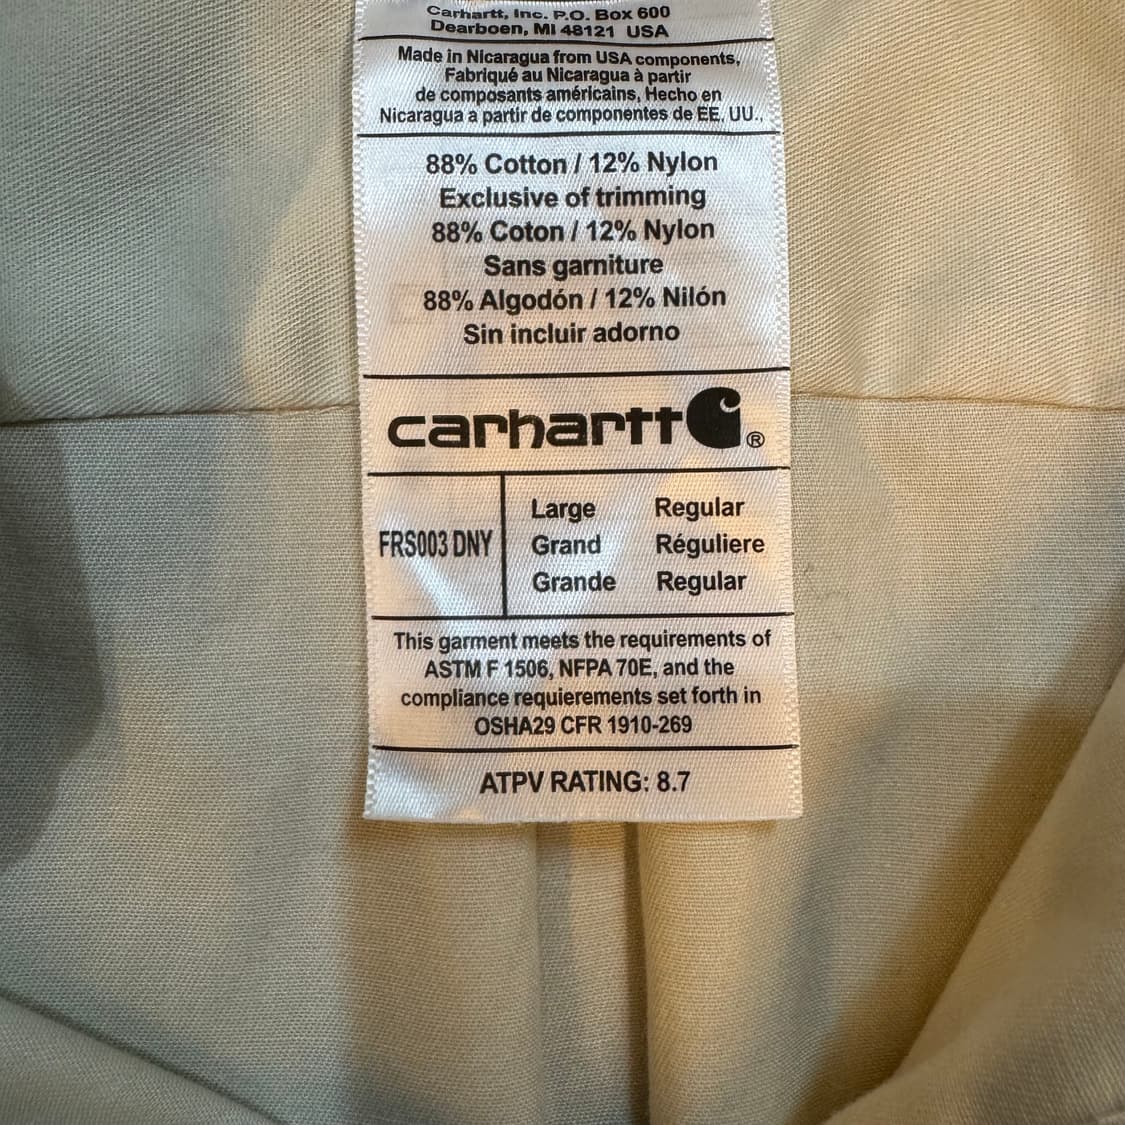 Carhartt, Inc. P.O. Box 600
Dearboen, MI 48121 USA
Made in Nicaragua from USA components,
Fabriqué au Nicaragua à partir
de composants américains, Hecho en
Nicaragua a partir de componentes de EE, UU.,
88% Cotton / 12% Nylon
Exclusive of trimming
88% Coton / 12% Nylon
Sans garniture
88% Algodón / 12% Nilón
Sin incluir adorno
carhartt ®
FRS003 DNY
Large Regular
Grand Réguliere
Grande Regular
This garment meets the requirements of
ASTM F 1506, NFPA 70E, and the
compliance requierements set forth in
OSHA29 CFR 1910-269
ATPV RATING: 8.7